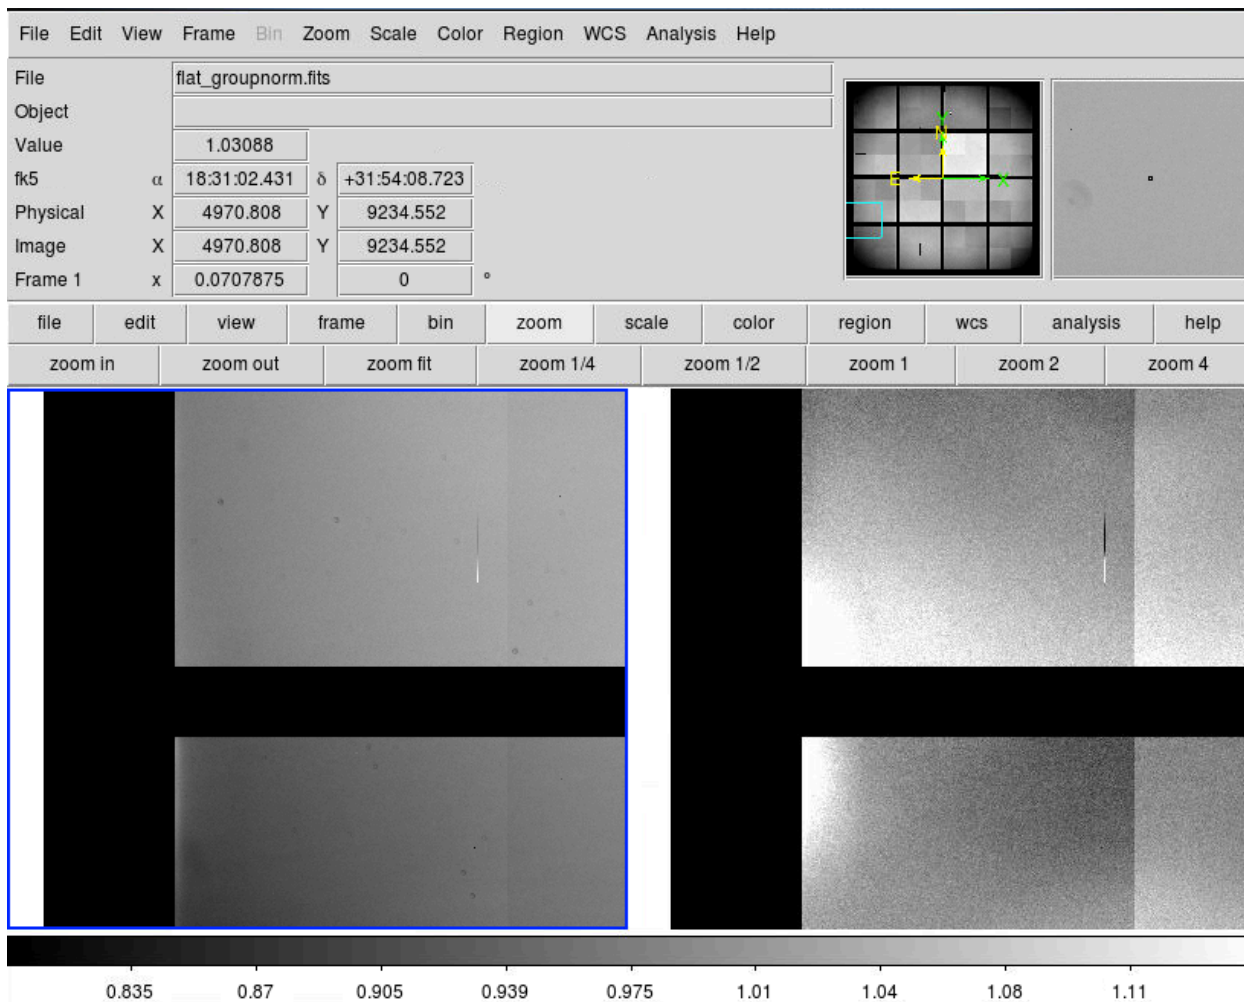 File Edit View Frame Bin Zoom Scale Color Region WCS Analysis Help
File flat_groupnorm.fits
Object
Value 1.03088
fk5 α 18:31:02.431 δ +31:54:08.723
Physical X 4970.808 Y 9234.552
Image X 4970.808 Y 9234.552
Frame 1 x 0.0707875 0 °
Y
N
E X
file edit view frame bin zoom scale color region wcs analysis help
zoom in zoom out zoom fit zoom 1/4 zoom 1/2 zoom 1 zoom 2 zoom 4
0.835 0.87 0.905 0.939 0.975 1.01 1.04 1.08 1.11